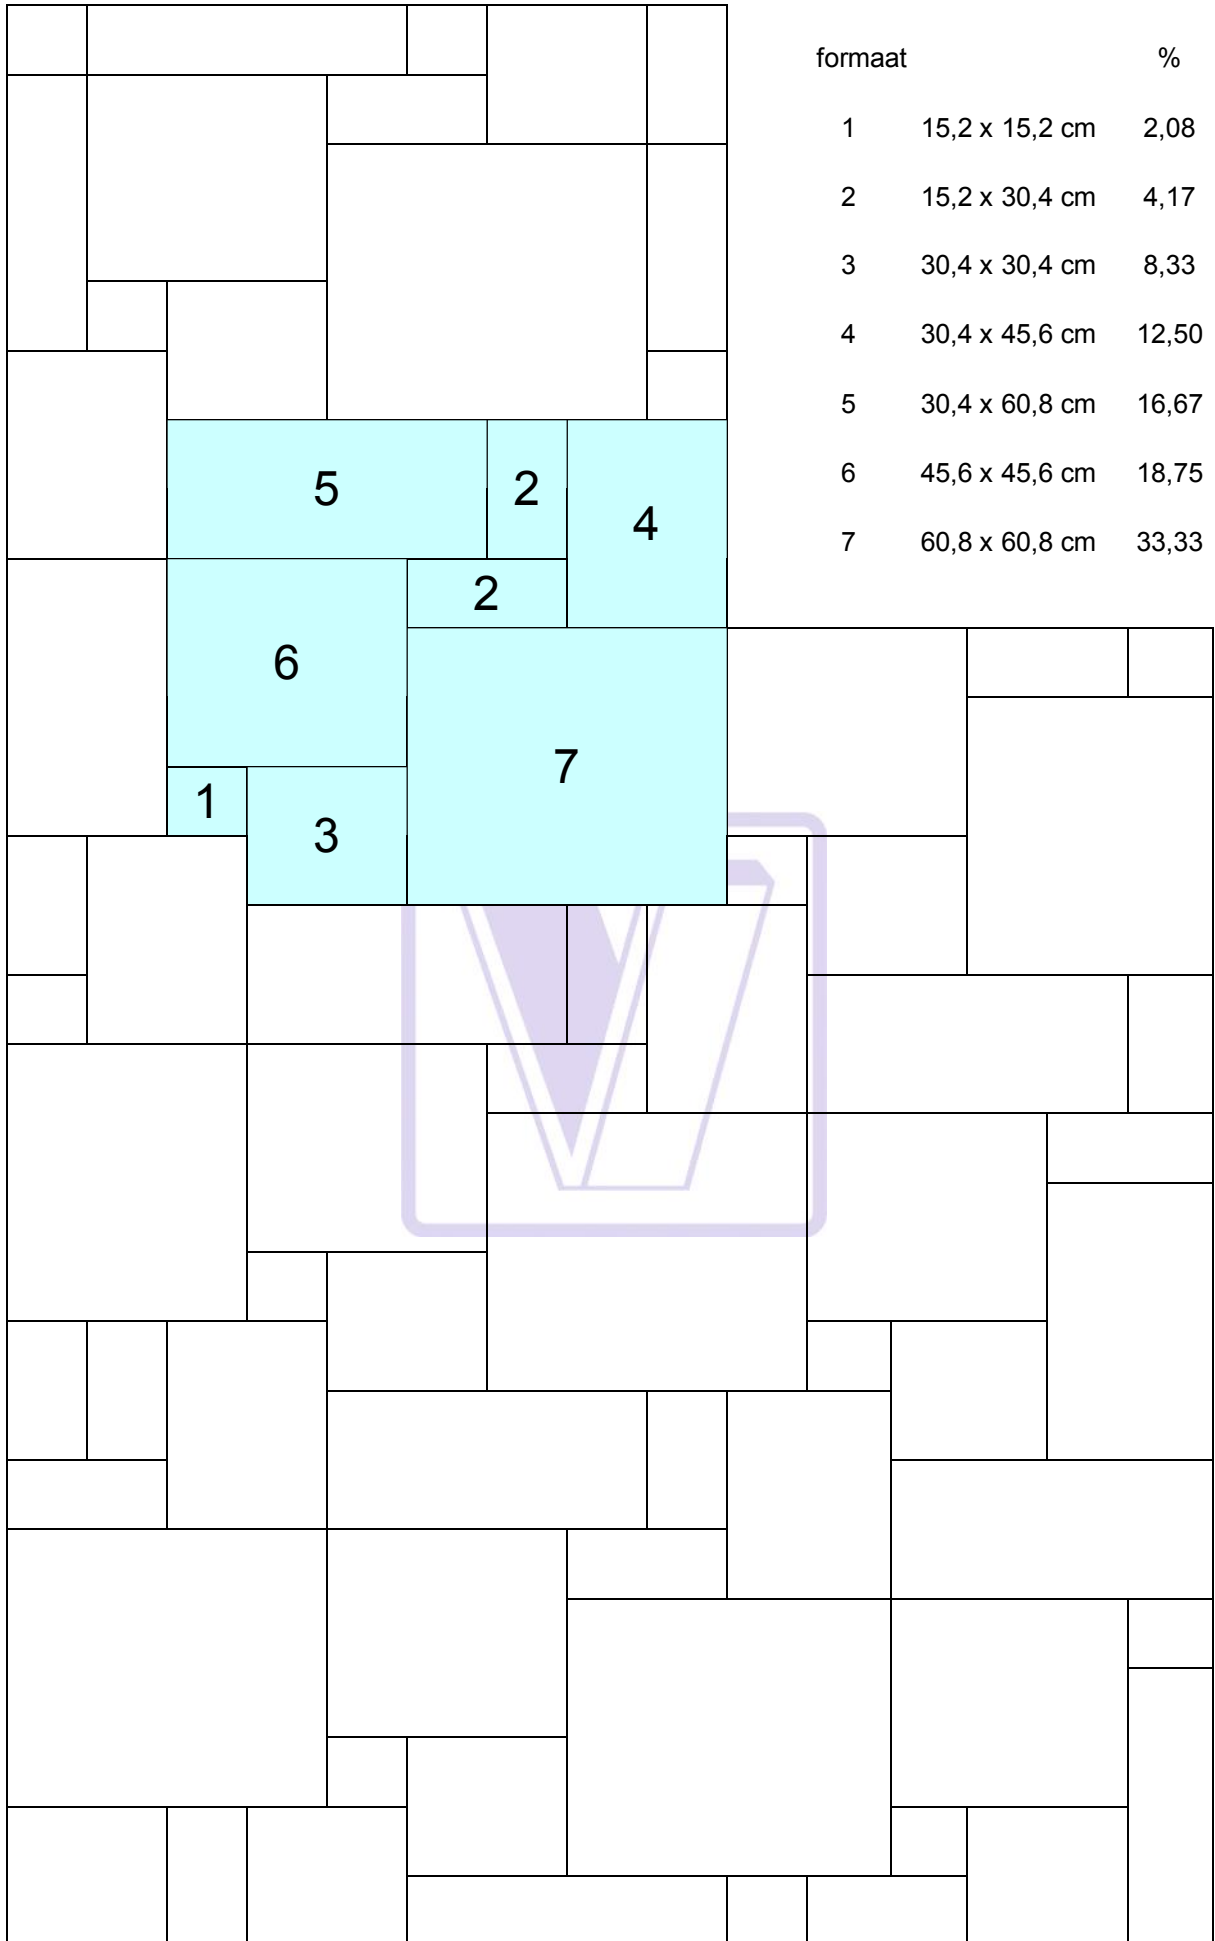 formaat %
1 15,2 x 15,2 cm 2,08
2 15,2 x 30,4 cm 4,17
3 30,4 x 30,4 cm 8,33
4 30,4 x 45,6 cm 12,50
5 30,4 x 60,8 cm 16,67
6 45,6 x 45,6 cm 18,75
7 60,8 x 60,8 cm 33,33
5 2
4
2
6
7
1
3